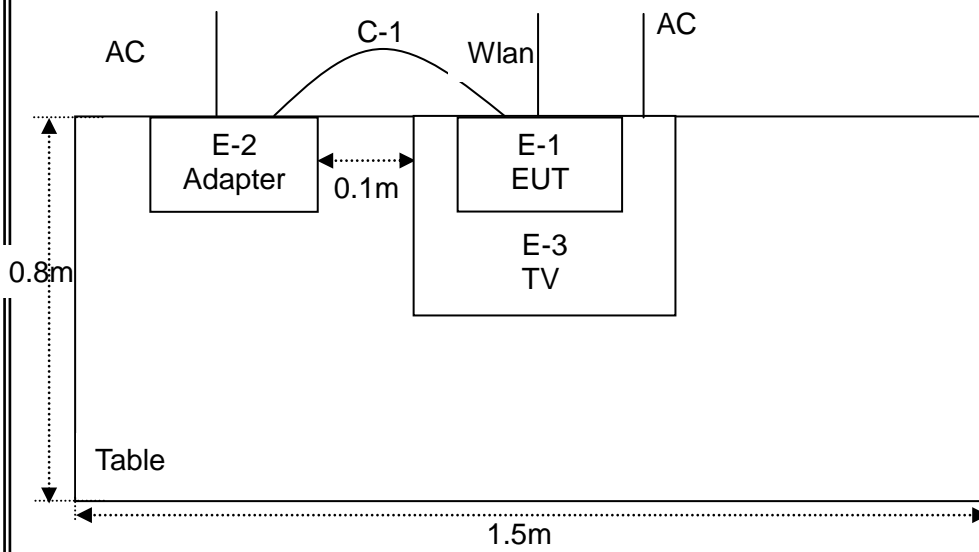 AC
C-1
Wlan
AC
E-2
Adapter
0.1m
E-1
EUT
E-3
TV
0.8m
Table
1.5m